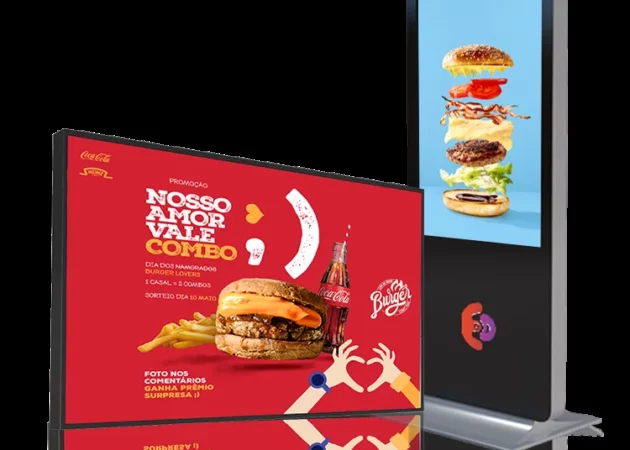 Coca-Cola
PROMOÇÃO
NOSSO
AMOR
VALE
COMBO
DIA DOS NAMORADOS
BURGER LOVERS
1 CASAL = 2 COMBOS
SORTEIO DIA 10 MAIO
Coca-Cola
Burger
FOTO NOS
COMENTÁRIOS
GANHA PRÊMIO
SURPRESA ;)